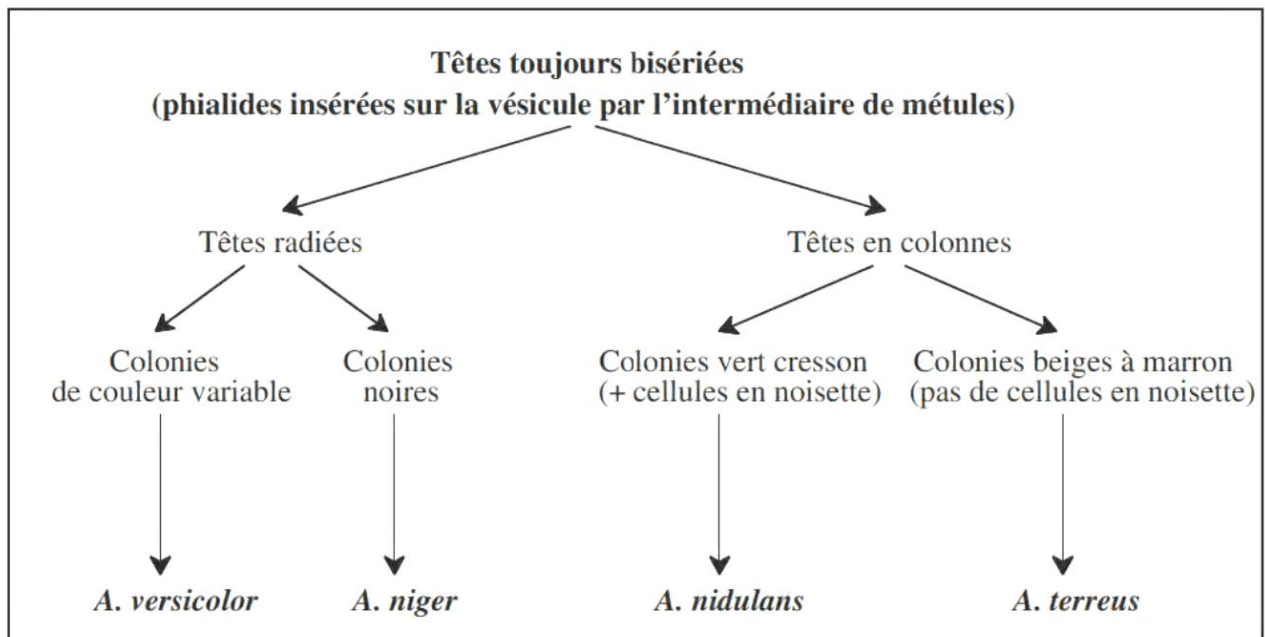 Têtes toujours bisériées
(phialides insérées sur la vésicule par l'intermédiaire de métules)
Têtes radiées
Têtes en colonnes
Colonies
de couleur variable
Colonies
noires
Colonies vert cresson
(+ cellules en noisette)
Colonies beiges à marron
(pas de cellules en noisette)
A. versicolor
A. niger
A. nidulans
A. terreus